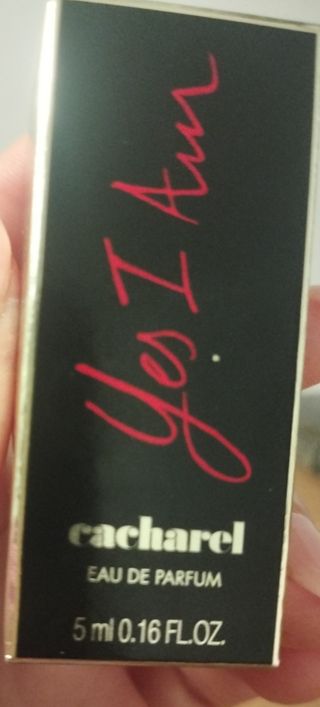 Yes I Am
cacharel
EAU DE PARFUM
5 ml 0.16 FL.OZ.